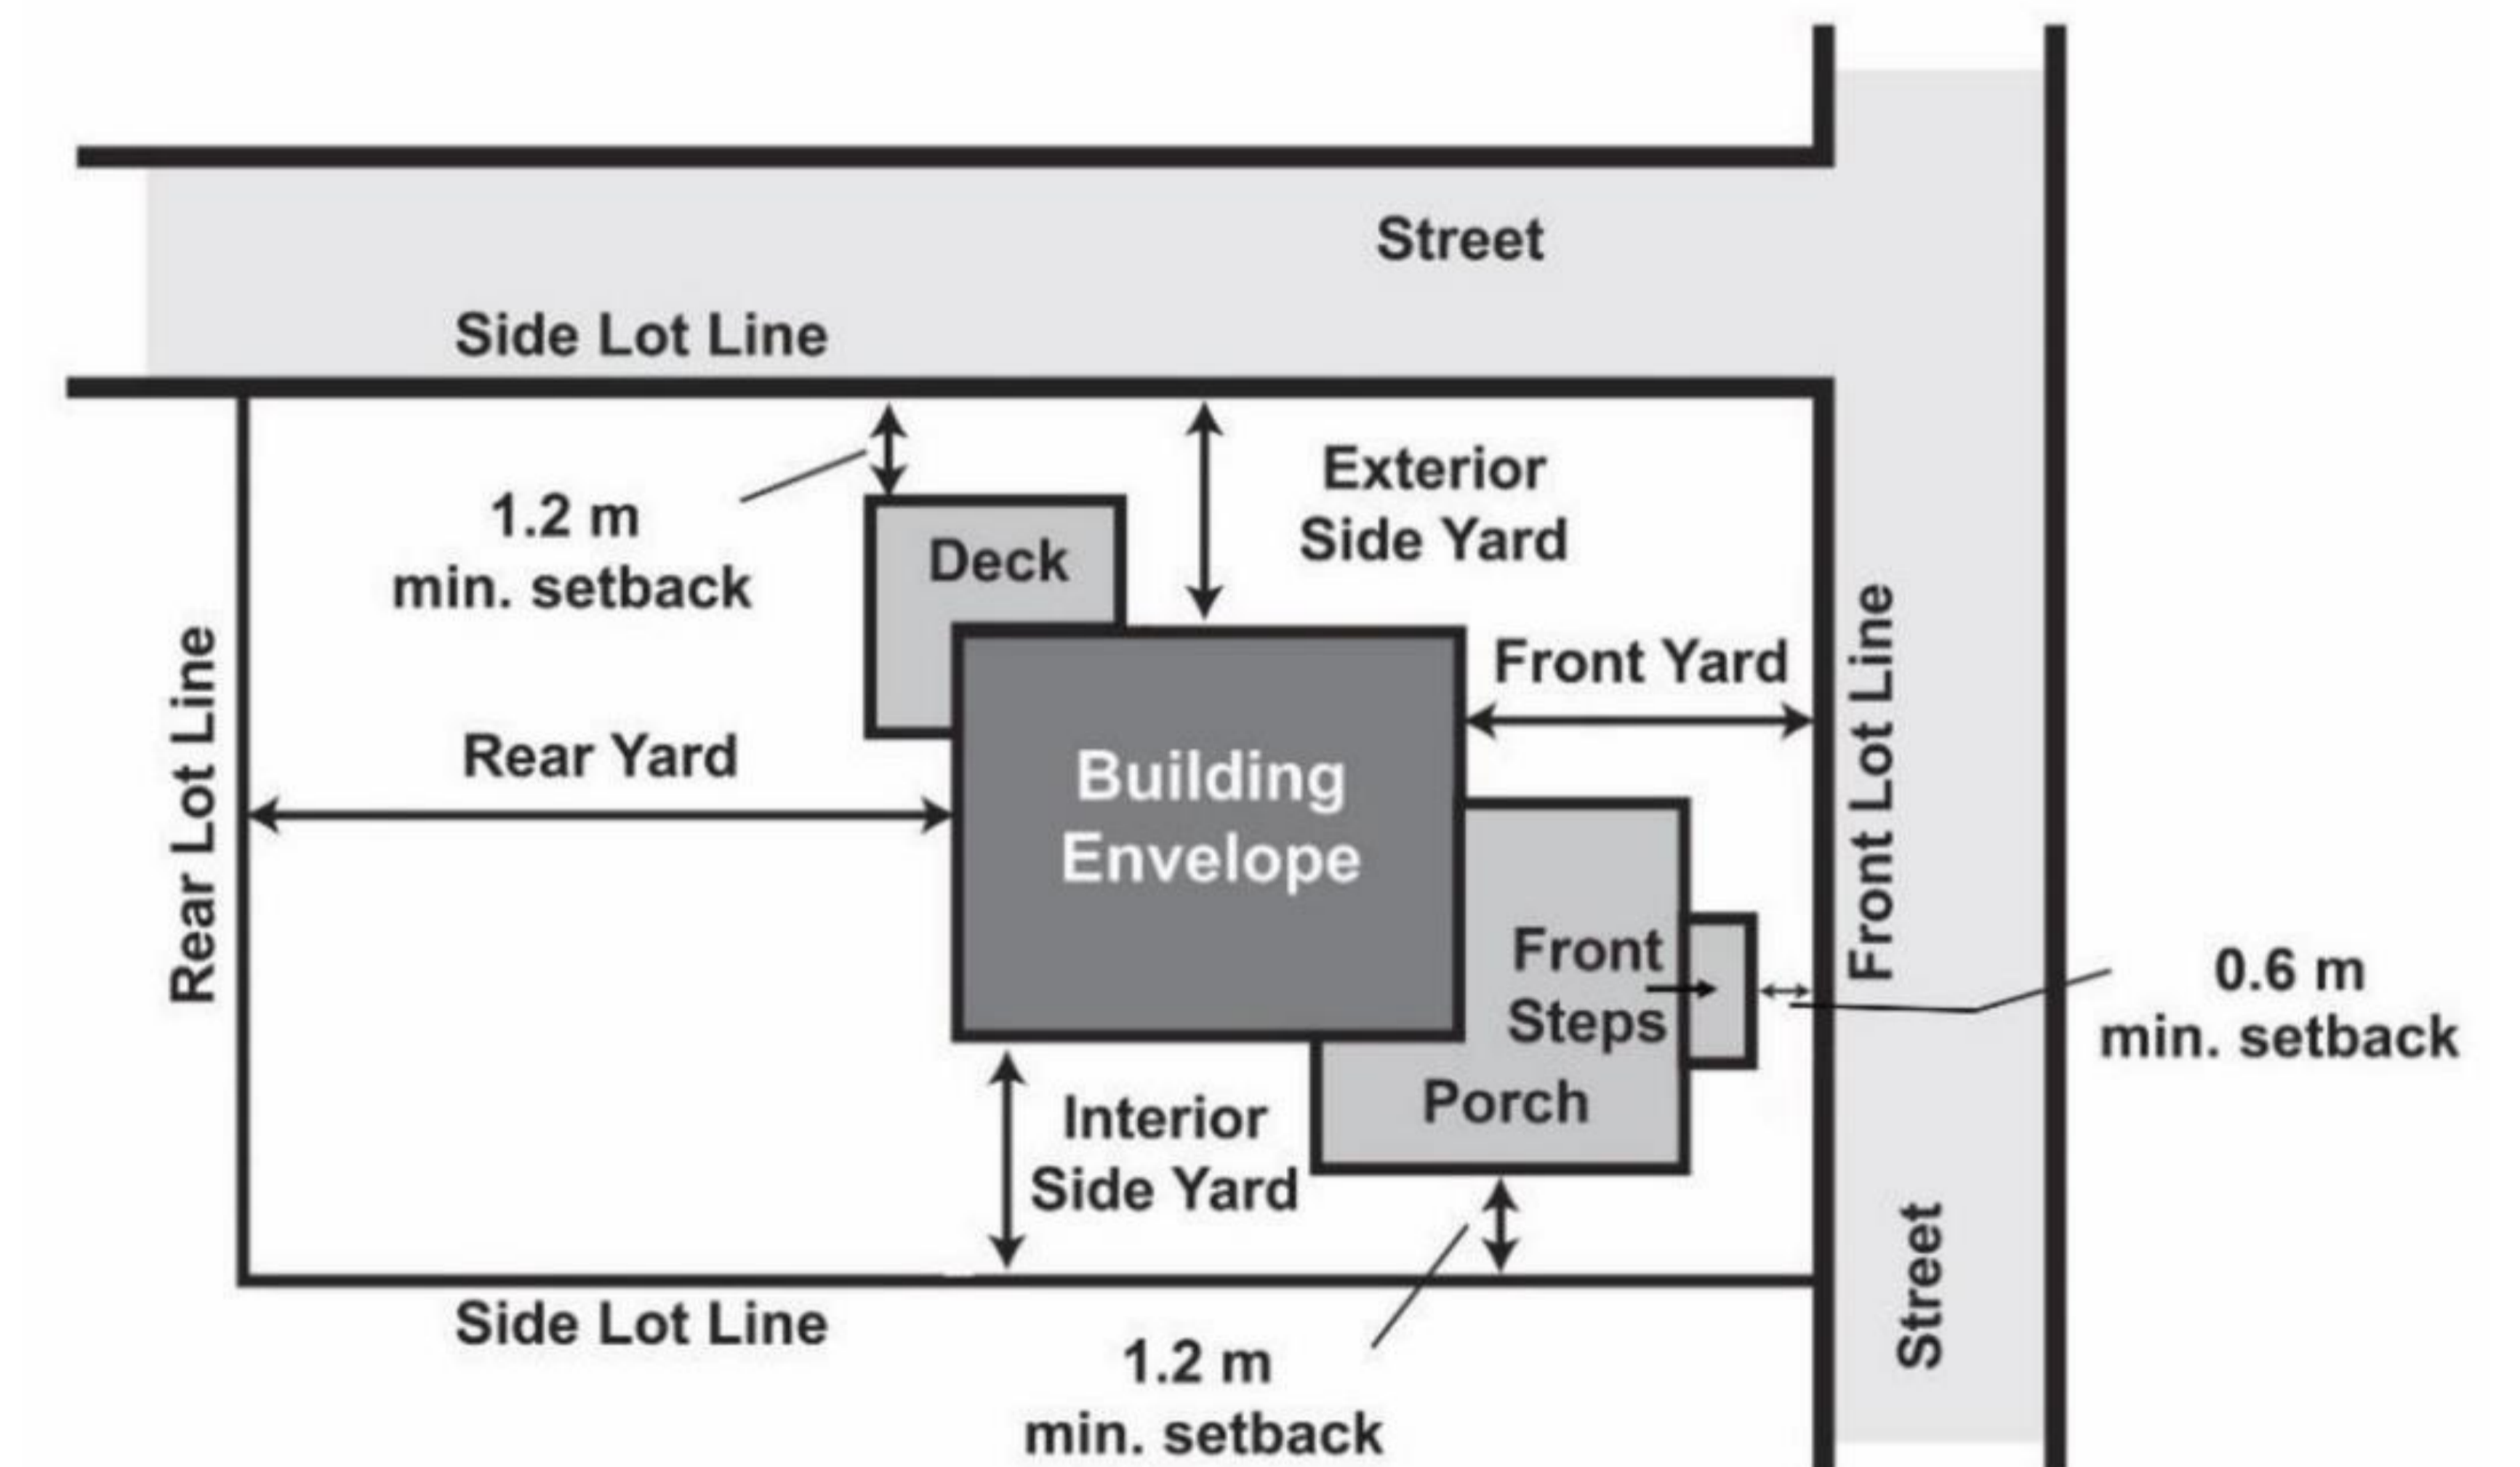 Street
Side Lot Line
1.2 m
min. setback
Deck
Exterior
Side Yard
Front Yard
Front Lot Line
Rear Lot Line
Rear Yard
Building
Envelope
Front
Steps
Porch
0.6 m
min. setback
Interior
Side Yard
Side Lot Line
1.2 m
min. setback
Street